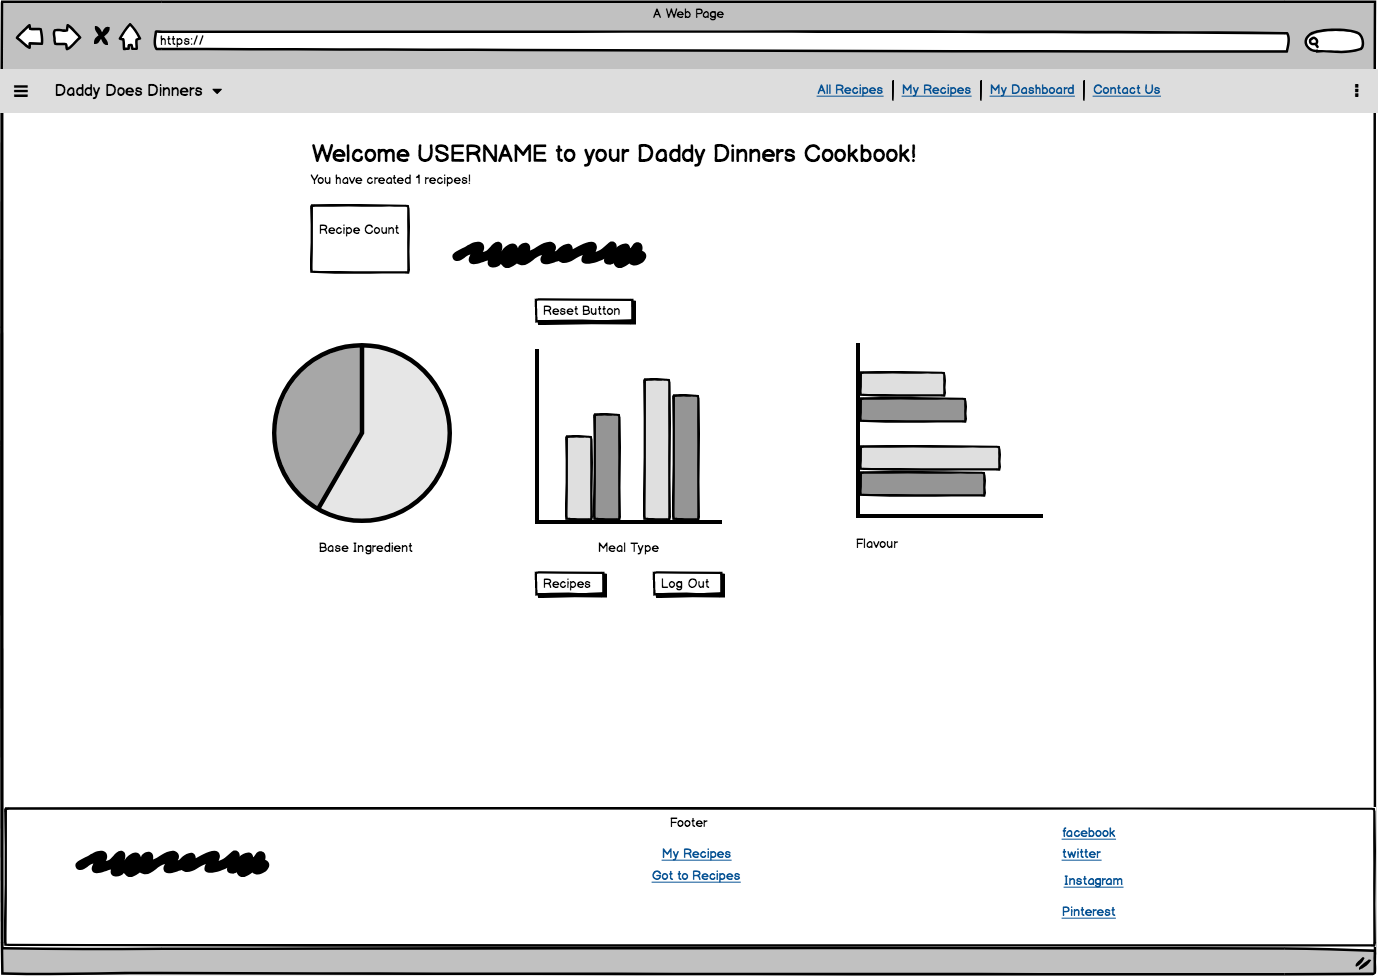 A Web Page
https://
Daddy Does Dinners
All Recipes
My Recipes
My Dashboard
Contact Us
Welcome USERNAME to your Daddy Dinners Cookbook!
You have created 1 recipes!
Recipe Count
Reset Button
Base Ingredient
Meal Type
Flavour
Recipes
Log Out
Footer
My Recipes
Got to Recipes
facebook
twitter
Instagram
Pinterest